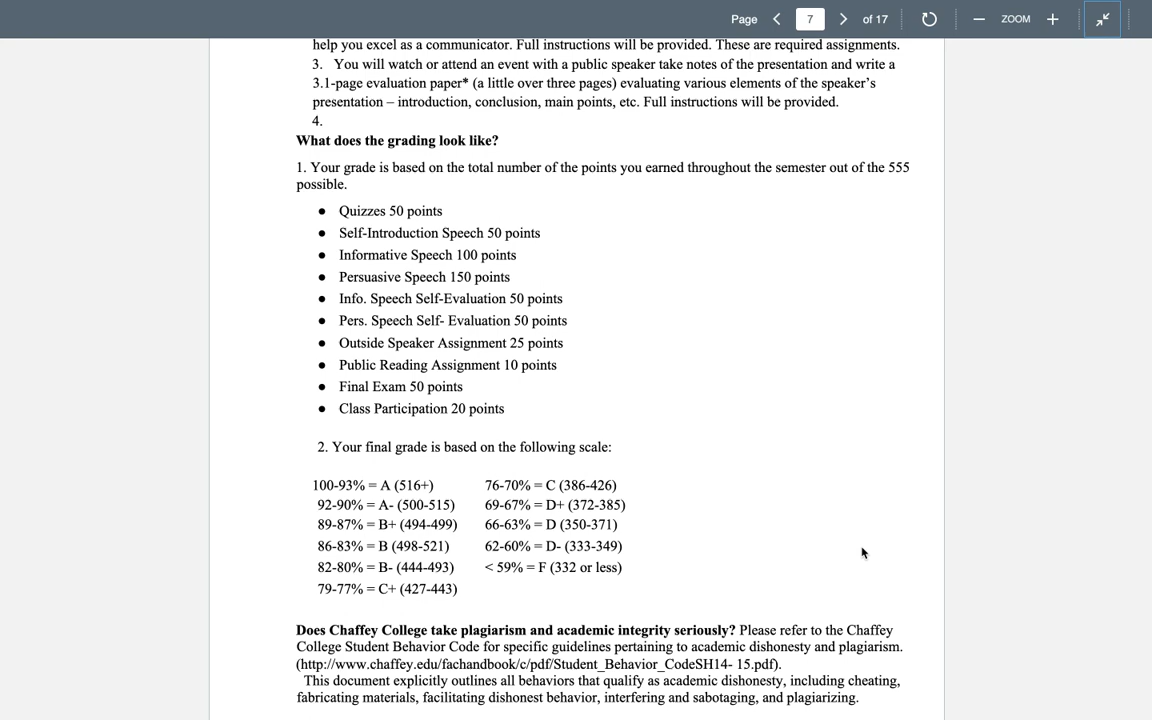 Page 7 of 17 ZOOM
help you excel as a communicator. Full instructions will be provided. These are required assignments.
3. You will watch or attend an event with a public speaker take notes of the presentation and write a
3.1-page evaluation paper* (a little over three pages) evaluating various elements of the speaker's
presentation – introduction, conclusion, main points, etc. Full instructions will be provided.
4.
What does the grading look like?
1. Your grade is based on the total number of the points you earned throughout the semester out of the 555
possible.
● Quizzes 50 points
● Self-Introduction Speech 50 points
● Informative Speech 100 points
● Persuasive Speech 150 points
● Info. Speech Self-Evaluation 50 points
● Pers. Speech Self- Evaluation 50 points
● Outside Speaker Assignment 25 points
● Public Reading Assignment 10 points
● Final Exam 50 points
● Class Participation 20 points
2. Your final grade is based on the following scale:
100-93% = A (516+) 76-70% = C (386-426)
92-90% = A- (500-515) 69-67% = D+ (372-385)
89-87% = B+ (494-499) 66-63% = D (350-371)
86-83% = B (498-521) 62-60% = D- (333-349)
82-80% = B- (444-493) < 59% = F (332 or less)
79-77% = C+ (427-443)
Does Chaffey College take plagiarism and academic integrity seriously? Please refer to the Chaffey
College Student Behavior Code for specific guidelines pertaining to academic dishonesty and plagiarism.
(http://www.chaffey.edu/fachandbook/c/pdf/Student_Behavior_CodeSH14- 15.pdf).
This document explicitly outlines all behaviors that qualify as academic dishonesty, including cheating,
fabricating materials, facilitating dishonest behavior, interfering and sabotaging, and plagiarizing.